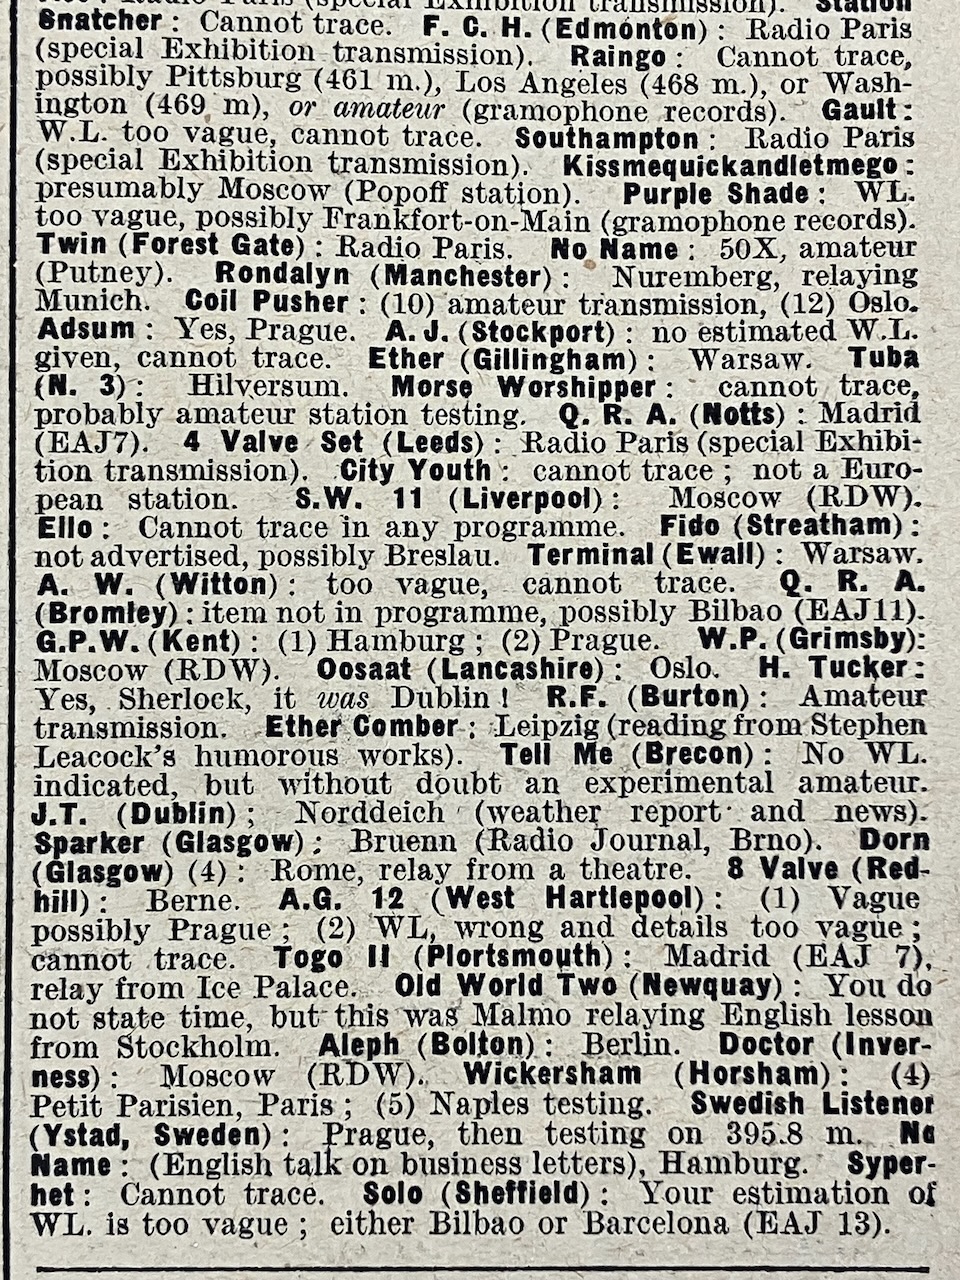 (special Exhibition transmission). Station
Snatcher : Cannot trace. F. C. H. (Edmonton) : Radio Paris
(special Exhibition transmission). Raingo : Cannot trace,
possibly Pittsburg (461 m.), Los Angeles (468 m.), or Wash-
ington (469 m), or amateur (gramophone records). Gault :
W.L. too vague, cannot trace. Southampton : Radio Paris
(special Exhibition transmission). Kissmequickandletmego :
presumably Moscow (Popoff station). Purple Shade : WL.
too vague, possibly Frankfort-on-Main (gramophone records).
Twin (Forest Gate) : Radio Paris. No Name : 50X, amateur
(Putney). Rondalyn (Manchester) : Nuremberg, relaying
Munich. Coil Pusher : (10) amateur transmission, (12) Oslo.
Adsum : Yes, Prague. A. J. (Stockport) : no estimated W.L.
given, cannot trace. Ether (Gillingham) : Warsaw. Tuba
(N. 3) : Hilversum. Morse Worshipper : cannot trace,
probably amateur station testing. Q. R. A. (Notts) : Madrid
(EAJ7). 4 Valve Set (Leeds) : Radio Paris (special Exhibi-
tion transmission). City Youth : cannot trace ; not a Euro-
pean station. S.W. 11 (Liverpool) : Moscow (RDW).
Ello : Cannot trace in any programme. Fido (Streatham) :
not advertised, possibly Breslau. Terminal (Ewall) : Warsaw.
A. W. (Witton) : too vague, cannot trace. Q. R. A.
(Bromley) : item not in programme, possibly Bilbao (EAJ11).
G.P.W. (Kent) : (1) Hamburg ; (2) Prague. W.P. (Grimsby):
Moscow (RDW). Oosaat (Lancashire) : Oslo. H. Tucker :
Yes, Sherlock, it was Dublin ! R.F. (Burton) : Amateur
transmission. Ether Comber : Leipzig (reading from Stephen
Leacock's humorous works). Tell Me (Brecon) : No WL.
indicated, but without doubt an experimental amateur.
J.T. (Dublin) ; Norddeich (weather report and news).
Sparker (Glasgow) : Bruenn (Radio Journal, Brno). Dorn
(Glasgow) (4) : Rome, relay from a theatre. 8 Valve (Red-
hill) : Berne. A.G. 12 (West Hartlepool) : (1) Vague
possibly Prague ; (2) WL, wrong and details too vague ;
cannot trace. Togo II (Plortsmouth) : Madrid (EAJ 7),
relay from Ice Palace. Old World Two (Newquay) : You do
not state time, but this was Malmo relaying English lesson
from Stockholm. Aleph (Bolton) : Berlin. Doctor (Inver-
ness) : Moscow (RDW). Wickersham (Horsham) : (4)
Petit Parisien, Paris ; (5) Naples testing. Swedish Listener
(Ystad, Sweden) : Prague, then testing on 395.8 m. No
Name : (English talk on business letters), Hamburg. Syper-
het : Cannot trace. Solo (Sheffield) : Your estimation of
WL. is too vague ; either Bilbao or Barcelona (EAJ 13).